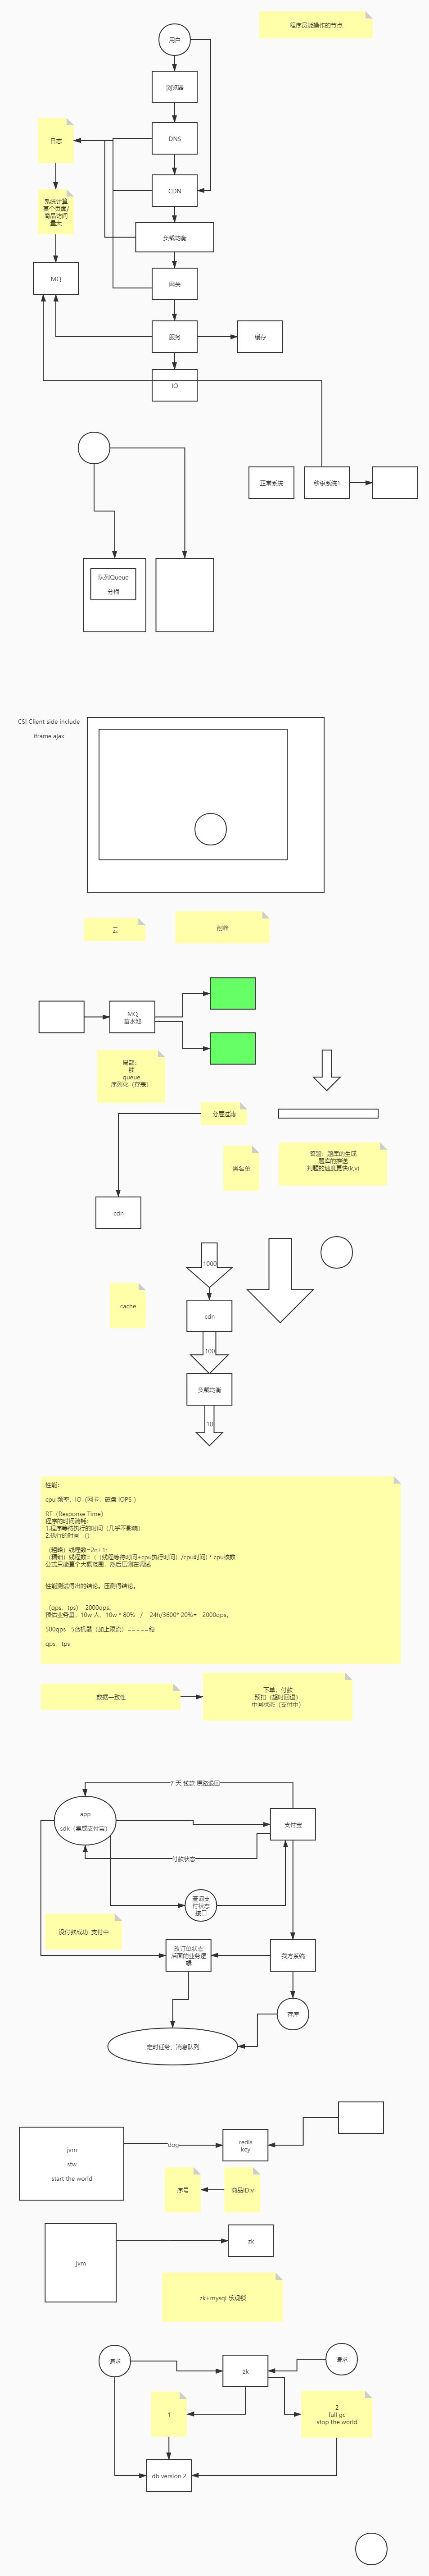 程序员能操作的节点
用户
浏览器
DNS
日志
CDN
系统计算
某个页面/
商品访问
量大
负载均衡
MQ
网关
服务
缓存
IO
正常系统
秒杀系统1
队列Queue
分桶
CSI Client side include
iframe ajax
云
削峰
MQ
蓄水池
局部:
锁
queue
序列化（存表）
分层过滤
答题：题库的生成
题库的推送
判题的速度更快(k;v)
黑名单
cdn
1000
cache
cdn
100
负载均衡
10
性能：
cpu 频率、IO（网卡、磁盘 IOPS ）
RT（Response Time）
程序的时间消耗：
1.程序等待执行的时间（几乎不影响）
2.执行的时间 （）
（粗略）线程数=2n+1;
（精细）线程数=（（线程等待时间+cpu执行时间）/cpu时间) * cpu核数
公式只能算个大概范围，然后压测在调试
性能测试得出的结论。压测得结论。
（qps、tps） 2000qps。
预估业务量，10w 人，10w * 80% / 24h/3600* 20%= 2000qps。
500qps 5台机器（加上限流）=====稳
qps、tps
数据一致性
下单、付款
预扣（超时回退）
中间状态（支付中）
7 天 钱款 原路退回
app
sdk（集成支付宝）
支付宝
付款状态
查询支
付状态
接口
没付款成功 支付中
改订单状态
后面的业务逻
辑
我方系统
存库
定时任务、消息队列
jvm
stw
start the world
dog
redis
key
序号
商品ID:v
jvm
zk
zk+mysql 乐观锁
请求
zk
请求
1
2
full gc
stop the world
db version 2